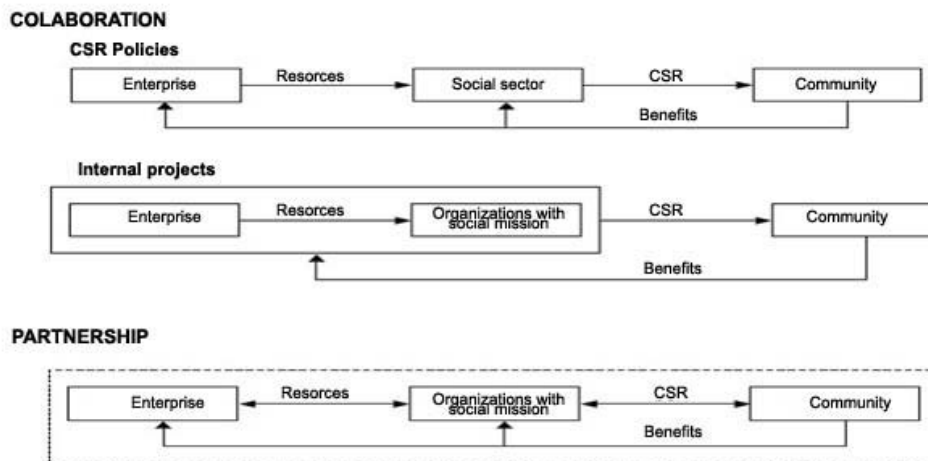 COLABORATION
CSR Policies
Enterprise
Resorces
Social sector
CSR
Community
Benefits
Internal projects
Enterprise
Resorces
Organizations with
social mission
CSR
Community
Benefits
PARTNERSHIP
Enterprise
Resorces
Organizations with
social mission
CSR
Community
Benefits